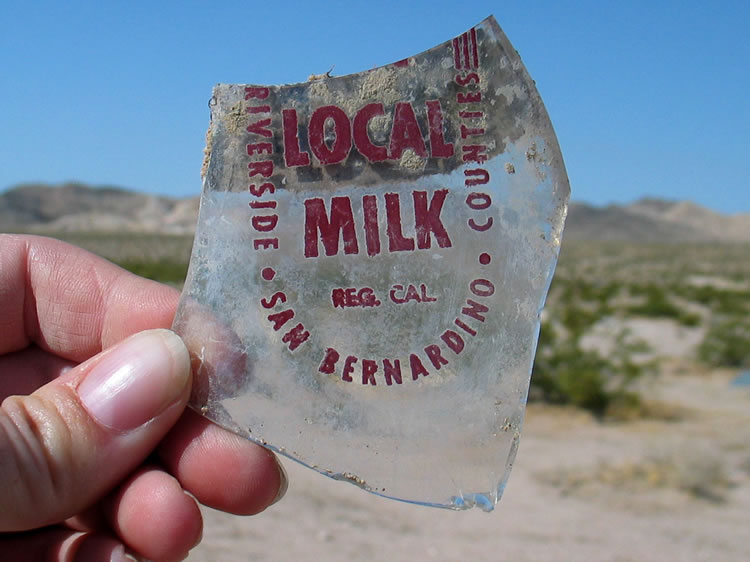 LOCAL
MILK
REG. CAL.
RIVERSIDE • SAN BERNARDINO • COUNTIES